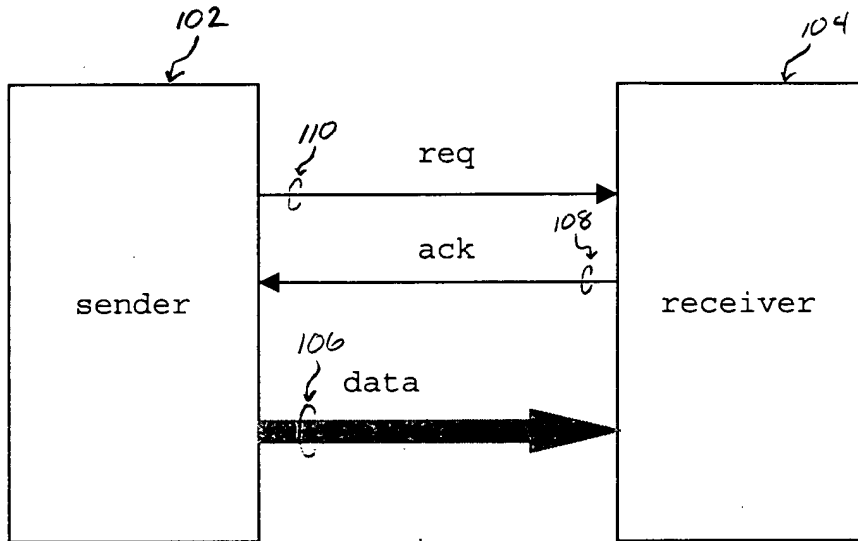 102
104
110
req
108
ack
sender
receiver
106
data